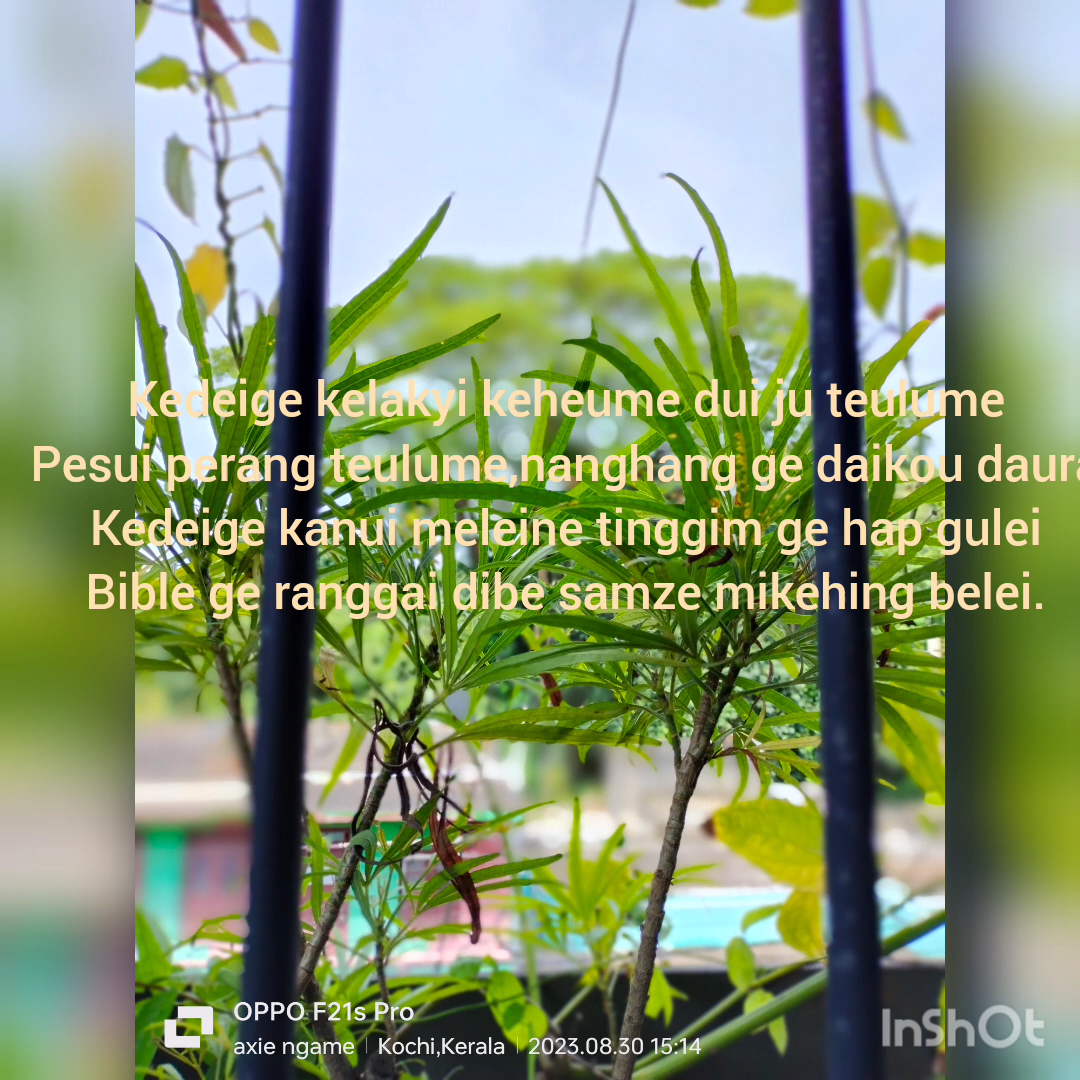 Kedeige kelakyi keheume dui ju teulume
Pesui perang teulume,nanghang ge daikou
Kedeige kanui meleine tinggim ge hap gulei
Bible ge ranggai dibe samze mikehing belei.
OPPO F21s Pro
axie ngame | Kochi,Kerala | 2023.08.30 15:14
InShOt